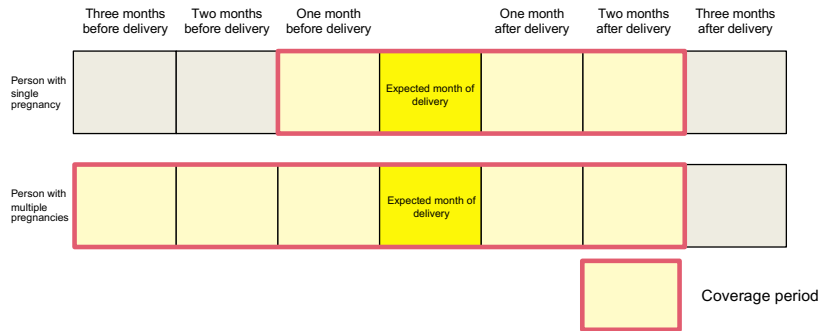 Three months
before delivery
Two months
before delivery
One month
before delivery
One month
after delivery
Two months
after delivery
Three months
after delivery
Person with
single
pregnancy
Expected month of
delivery
Person with
multiple
pregnancies
Expected month of
delivery
Coverage period